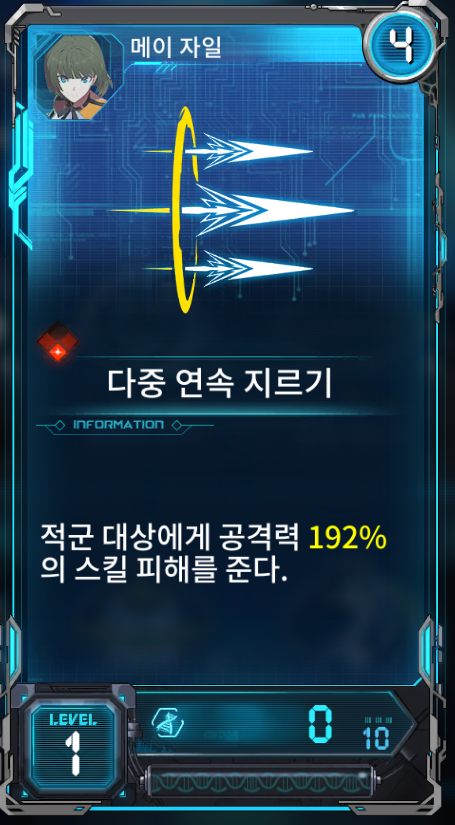 메이 자일
4
다중 연속 지르기
INFORMATION
적군 대상에게 공격력 192%
의 스킬 피해를 준다.
LEVEL
1
0
10